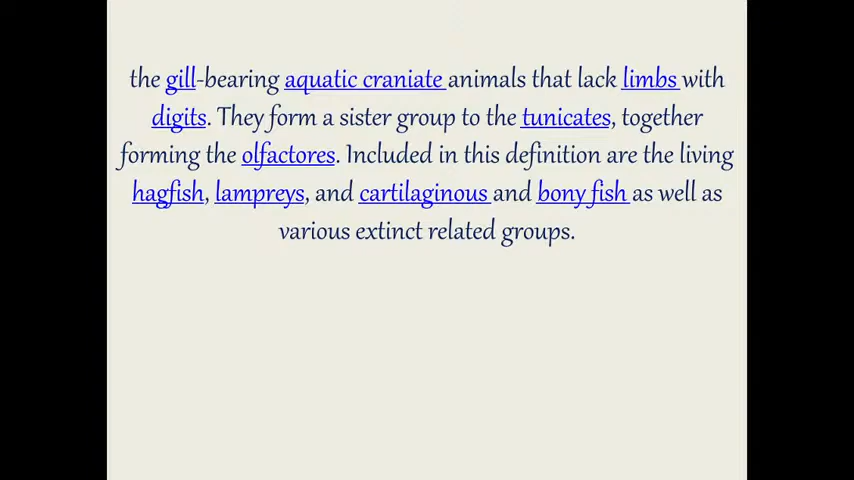 the gill-bearing aquatic craniate animals that lack limbs with
digits. They form a sister group to the tunicates, together
forming the olfactores. Included in this definition are the living
hagfish, lampreys, and cartilaginous and bony fish as well as
various extinct related groups.